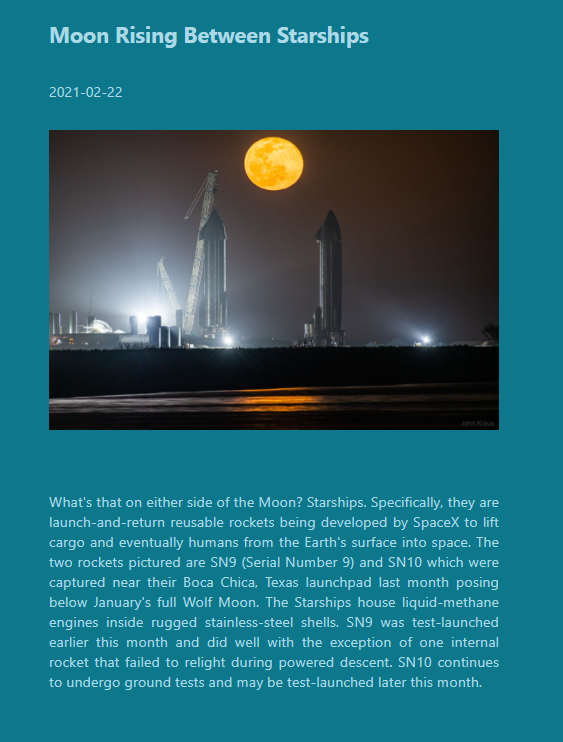 Moon Rising Between Starships
2021-02-22
John Kraus
What's that on either side of the Moon? Starships. Specifically, they are
launch-and-return reusable rockets being developed by SpaceX to lift
cargo and eventually humans from the Earth's surface into space. The
two rockets pictured are SN9 (Serial Number 9) and SN10 which were
captured near their Boca Chica, Texas launchpad last month posing
below January's full Wolf Moon. The Starships house liquid-methane
engines inside rugged stainless-steel shells. SN9 was test-launched
earlier this month and did well with the exception of one internal
rocket that failed to relight during powered descent. SN10 continues
to undergo ground tests and may be test-launched later this month.